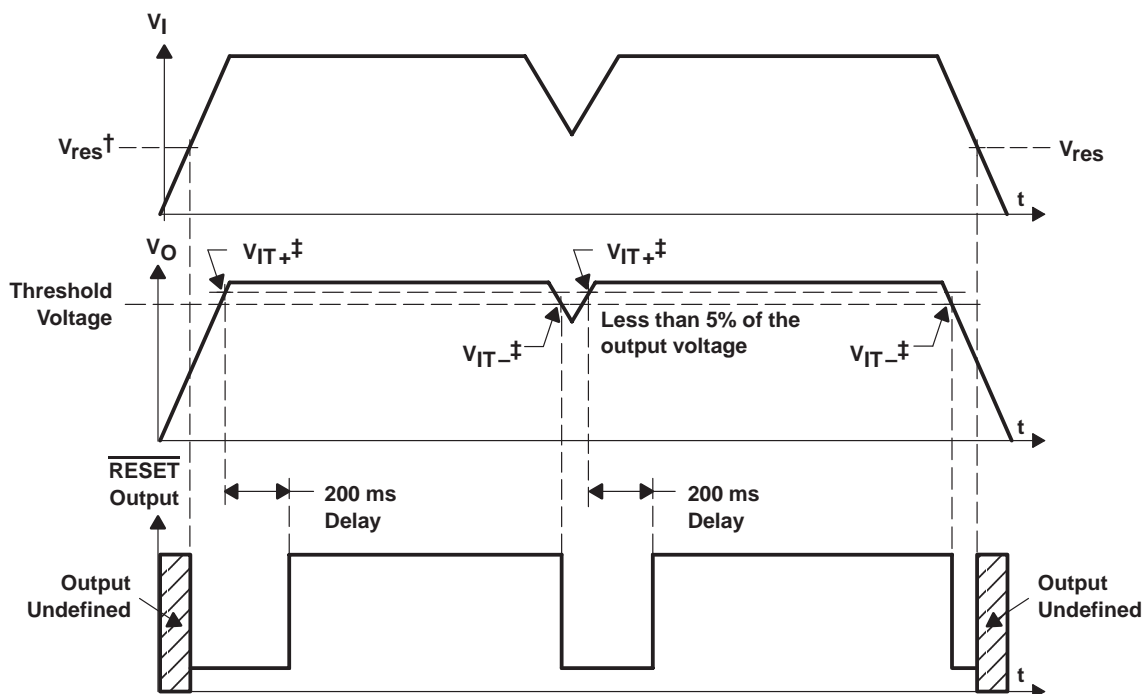 VI
Vres†
Vres
t
VO
VIT+‡
VIT+‡
Threshold
Voltage
Less than 5% of the
output voltage
VIT–‡
VIT–‡
t
RESET
Output
200 ms
Delay
200 ms
Delay
Output
Undefined
Output
Undefined
t